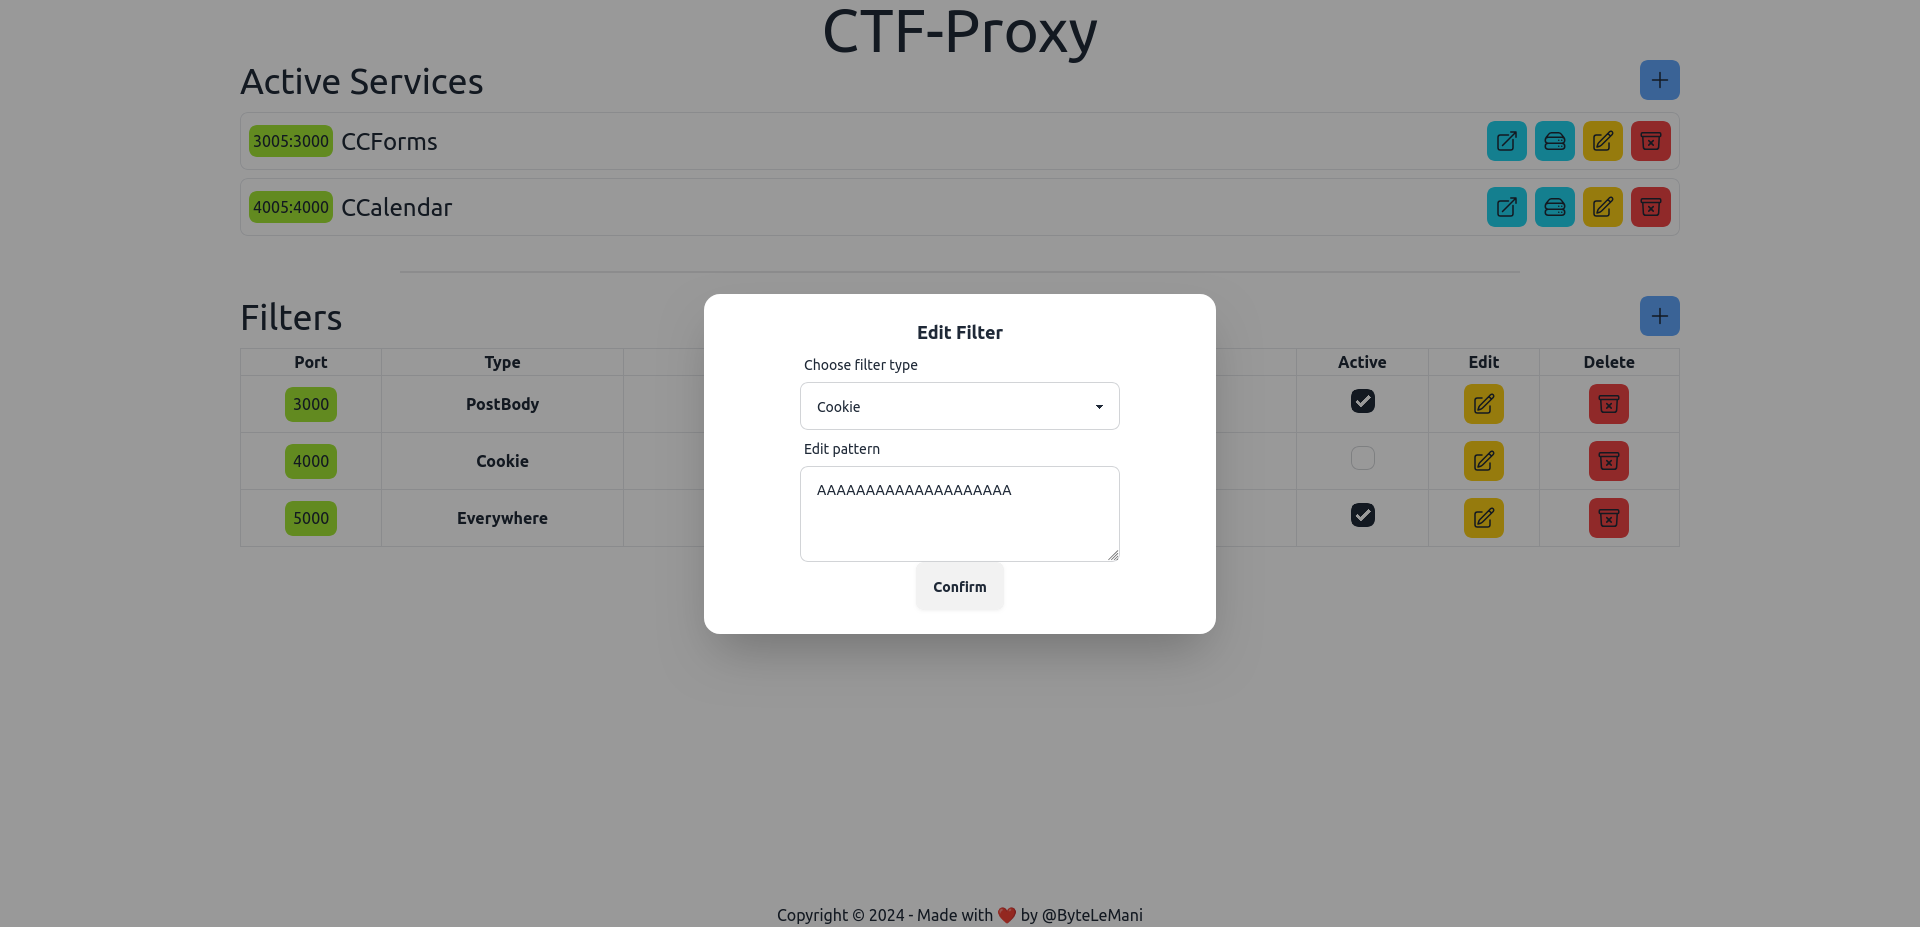 CTF-Proxy
Active Services
3005:3000 CCForms
4005:4000 CCalendar
Filters
Port Type Active Edit Delete
3000 PostBody
4000 Cookie
5000 Everywhere
Edit Filter
Choose filter type
Cookie
Edit pattern
AAAAAAAAAAAAAAAAAAAA
Confirm
Copyright © 2024 - Made with ❤️ by @ByteLeMani